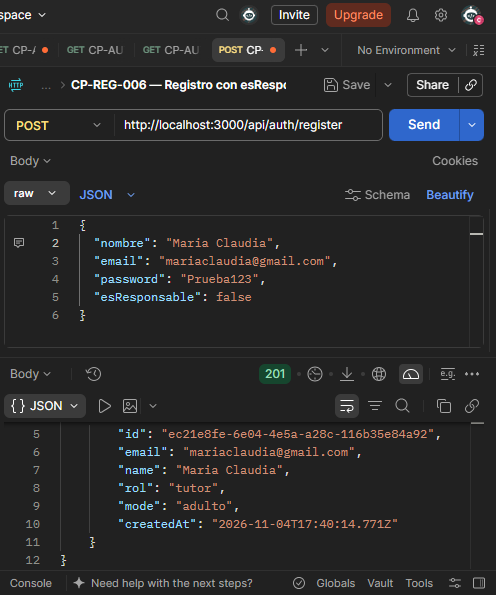 space
Invite
Upgrade
ET CP-A
GET CP-AU
GET CP-AU
POST CP-
No Environment
HTTP
... > CP-REG-006 — Registro con esRespo
Save
Share
POST
http://localhost:3000/api/auth/register
Send
Body
Cookies
raw
JSON
Schema
Beautify
1 {
2 "nombre": "Maria Claudia",
3 "email": "mariaclaudia@gmail.com",
4 "password": "Prueba123",
5 "esResponsable": false
6 }
Body
201
e.g.
{} JSON
5 "id": "ec21e8fe-6e04-4e5a-a28c-116b35e84a92",
6 "email": "mariaclaudia@gmail.com",
7 "name": "Maria Claudia",
8 "rol": "tutor",
9 "mode": "adulto",
10 "createdAt": "2026-11-04T17:40:14.771Z"
11 }
12 }
Console
Need help with the next steps?
Globals
Vault
Tools